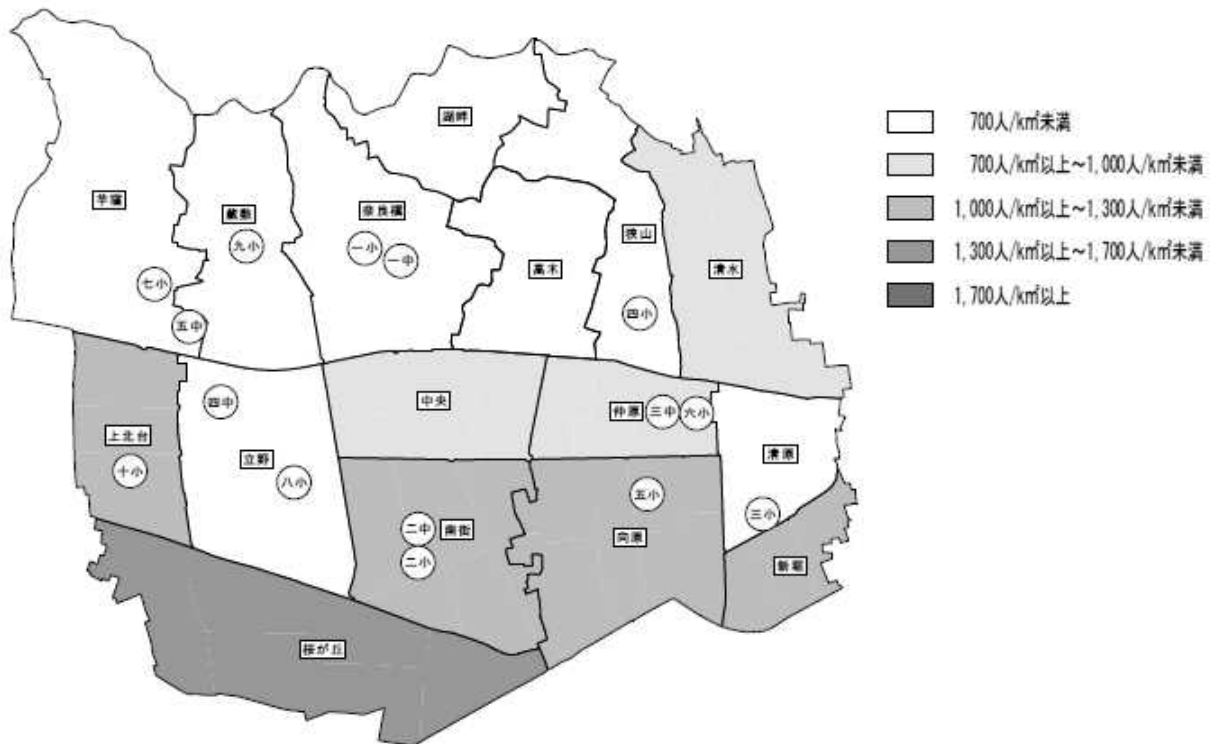 湖畔
700人/k㎡未満
700人/k㎡以上～1,000人/k㎡未満
1,000人/k㎡以上～1,300人/k㎡未満
1,300人/k㎡以上～1,700人/k㎡未満
1,700人/k㎡以上
芋窪
蔵敷
奈良橋
高木
狭山
清水
九小
一小
一中
七小
五中
四小
四中
中央
仲原
三中
六小
上北台
十小
立野
八小
清原
三小
五小
向原
二中
南街
二小
新堀
桜が丘